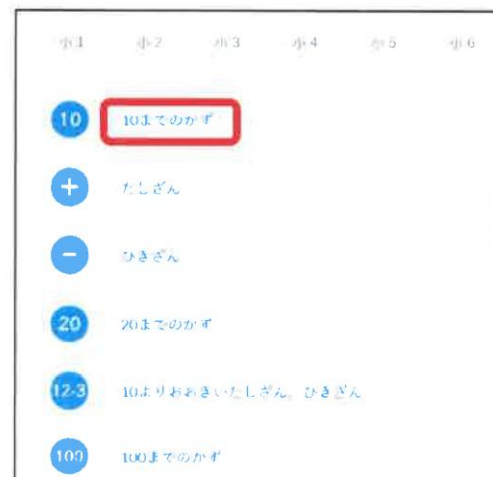 小1 小2 小3 小4 小5 小6
10 10までのかず
+ たしざん
− ひきざん
20 20までのかず
12-3 10よりおおきいたしざん、ひきざん
100 100までのかず